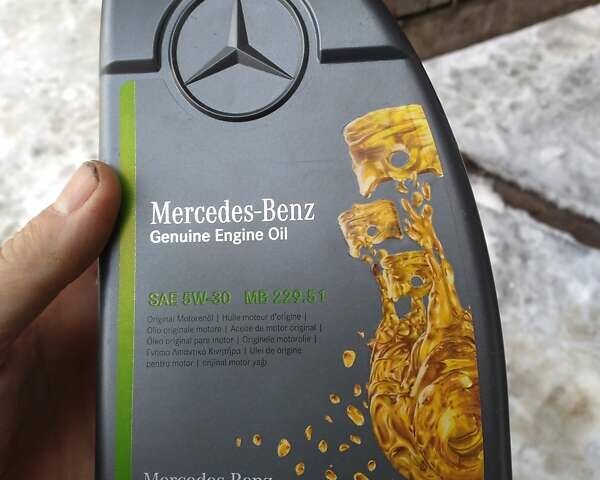 Mercedes-Benz
Genuine Engine Oil
SAE 5W-30 MB 229.51
Original Motorenöl | Huile moteur d'origine |
Olio originale motore | Aceite de motor original |
Óleo original para motor | Originele motorolie |
Γνήσιο Λιπαντικό Κινητήρα | Ulei de origine
pentru motor | orijinal motor yağı
Mercedes-Benz